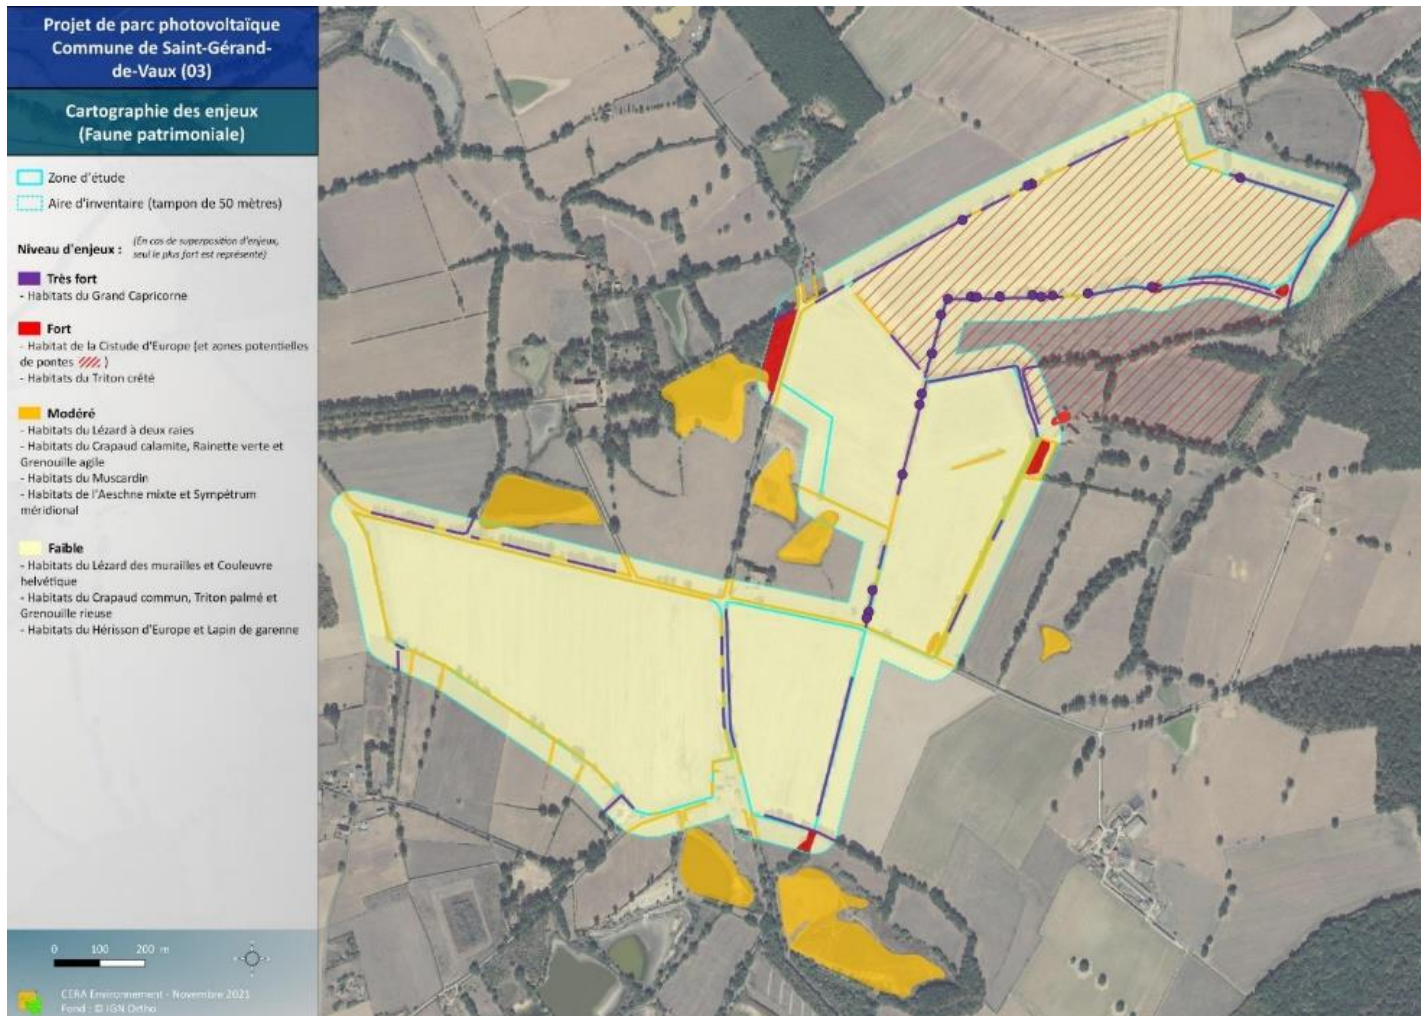 Projet de parc photovoltaïque
Commune de Saint-Gérand-
de-Vaux (03)
Cartographie des enjeux
(Faune patrimoniale)
Zone d'étude
Aire d'inventaire (tampon de 50 mètres)
Niveau d'enjeux : (En cas de superposition d'enjeux,
seul le plus fort est représenté)
Très fort
- Habitats du Grand Capricorne
Fort
- Habitat de la Cistude d'Europe (et zones potentielles
de pontes )
- Habitats du Triton crêté
Modéré
- Habitats du Lézard à deux raies
- Habitats du Crapaud calamite, Rainette verte et
Grenouille agile
- Habitats du Muscardin
- Habitats de l'Aeschne mixte et Sympétrum
méridional
Faible
- Habitats du Lézard des murailles et Couleuvre
helvétique
- Habitats du Crapaud commun, Triton palmé et
Grenouille rieuse
- Habitats du Hérisson d'Europe et Lapin de garenne
0 100 200 m
CERA Environnement - Novembre 2021
Fond : © IGN Ortho